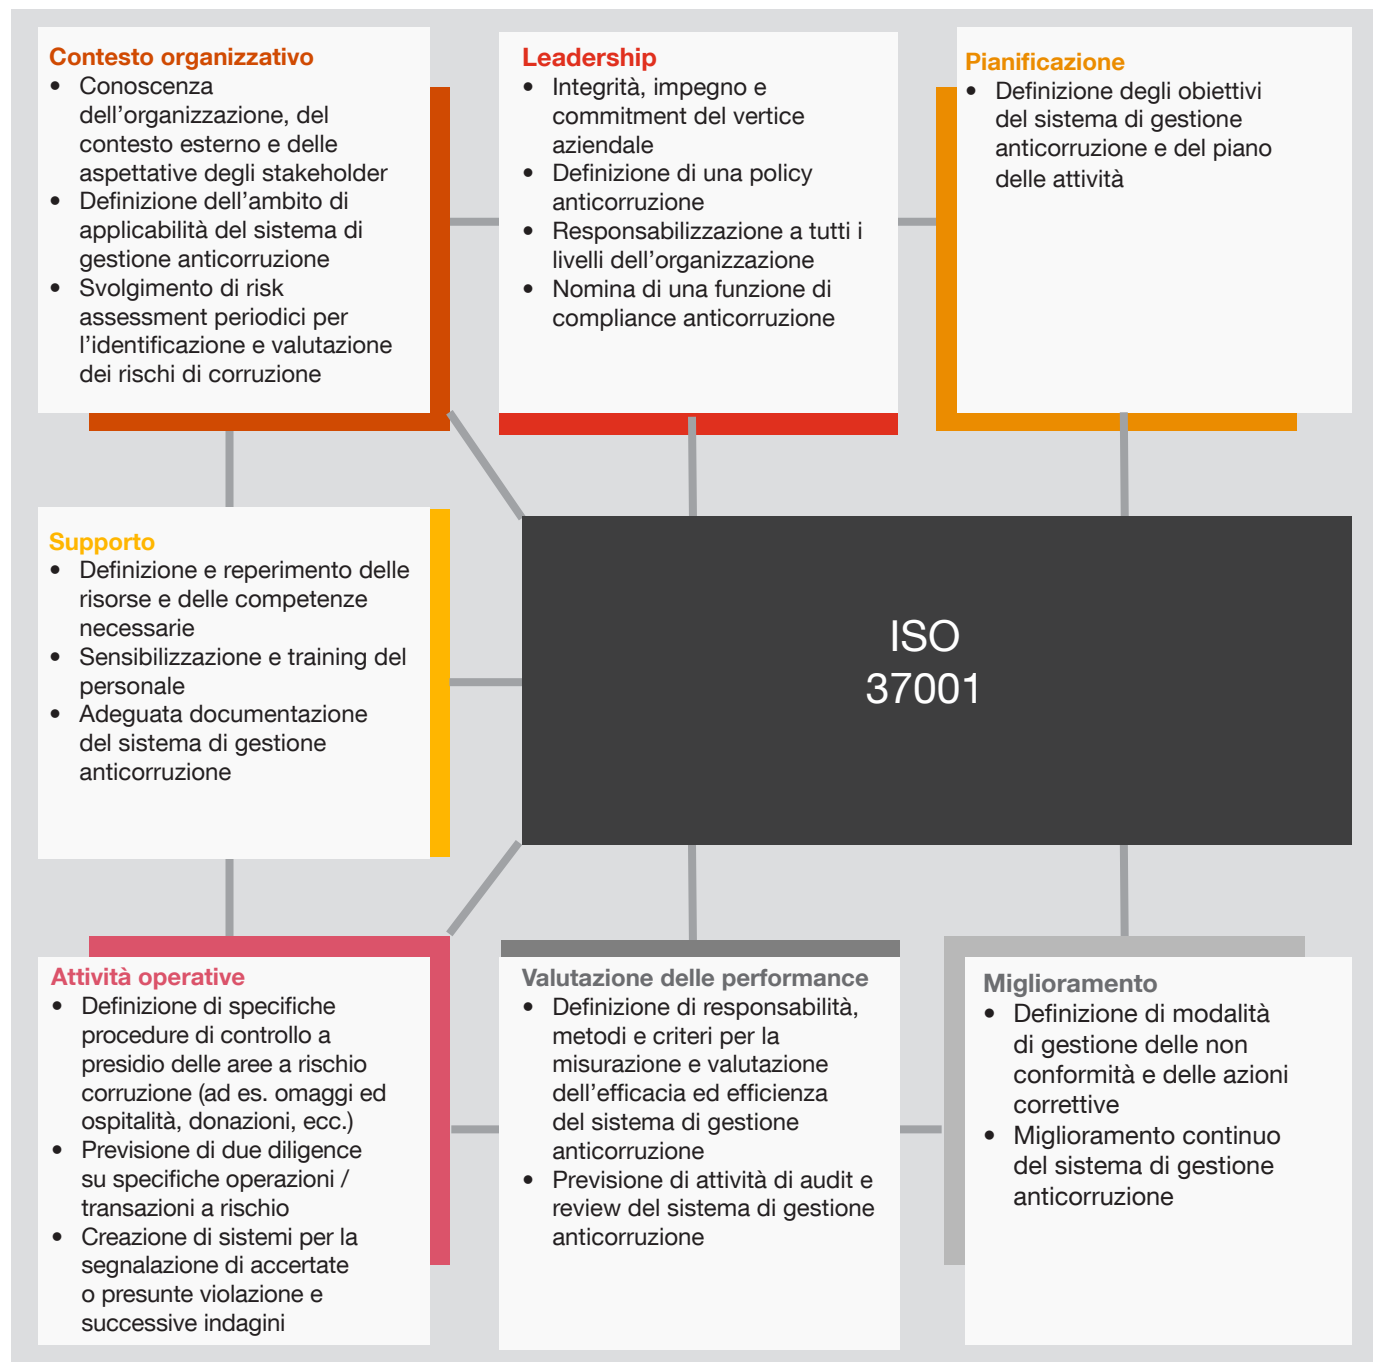 Contesto organizzativo
• Conoscenza
dell'organizzazione, del
contesto esterno e delle
aspettative degli stakeholder
• Definizione dell'ambito di
applicabilità del sistema di
gestione anticorruzione
• Svolgimento di risk
assessment periodici per
l'identificazione e valutazione
dei rischi di corruzione
Leadership
• Integrità, impegno e
commitment del vertice
aziendale
• Definizione di una policy
anticorruzione
• Responsabilizzazione a tutti i
livelli dell'organizzazione
• Nomina di una funzione di
compliance anticorruzione
Pianificazione
• Definizione degli obiettivi
del sistema di gestione
anticorruzione e del piano
delle attività
Supporto
• Definizione e reperimento delle
risorse e delle competenze
necessarie
• Sensibilizzazione e training del
personale
• Adeguata documentazione
del sistema di gestione
anticorruzione
ISO
37001
Attività operative
• Definizione di specifiche
procedure di controllo a
presidio delle aree a rischio
corruzione (ad es. omaggi ed
ospitalità, donazioni, ecc.)
• Previsione di due diligence
su specifiche operazioni /
transazioni a rischio
• Creazione di sistemi per la
segnalazione di accertate
o presunte violazione e
successive indagini
Valutazione delle performance
• Definizione di responsabilità,
metodi e criteri per la
misurazione e valutazione
dell'efficacia ed efficienza
del sistema di gestione
anticorruzione
• Previsione di attività di audit e
review del sistema di gestione
anticorruzione
Miglioramento
• Definizione di modalità
di gestione delle non
conformità e delle azioni
correttive
• Miglioramento continuo
del sistema di gestione
anticorruzione